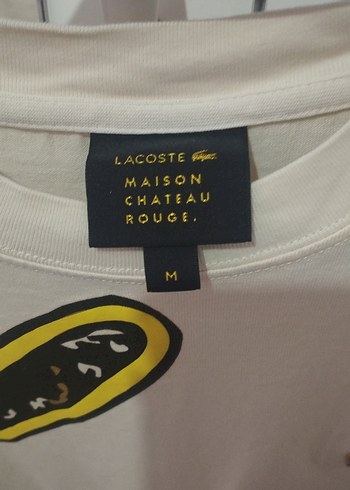 LACOSTE
MAISON
CHATEAU
ROUGE.
M